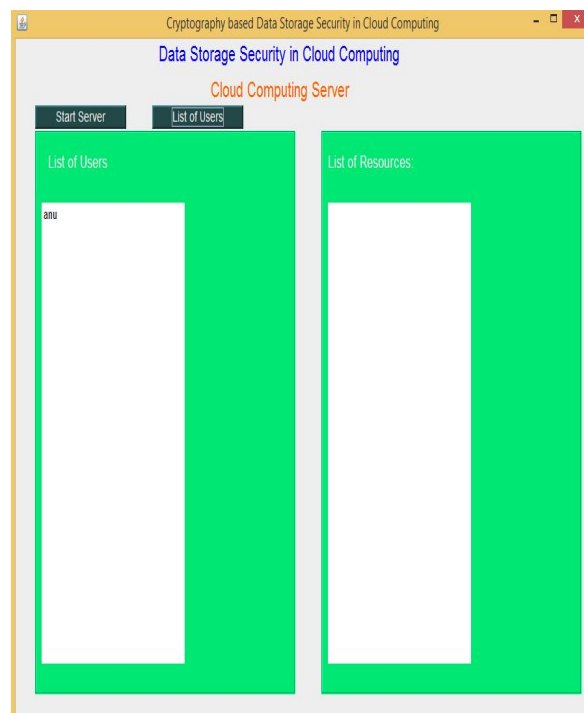 Cryptography based Data Storage Security in Cloud Computing
Data Storage Security in Cloud Computing
Cloud Computing Server
Start Server
List of Users
List of Users
List of Resources:
anu